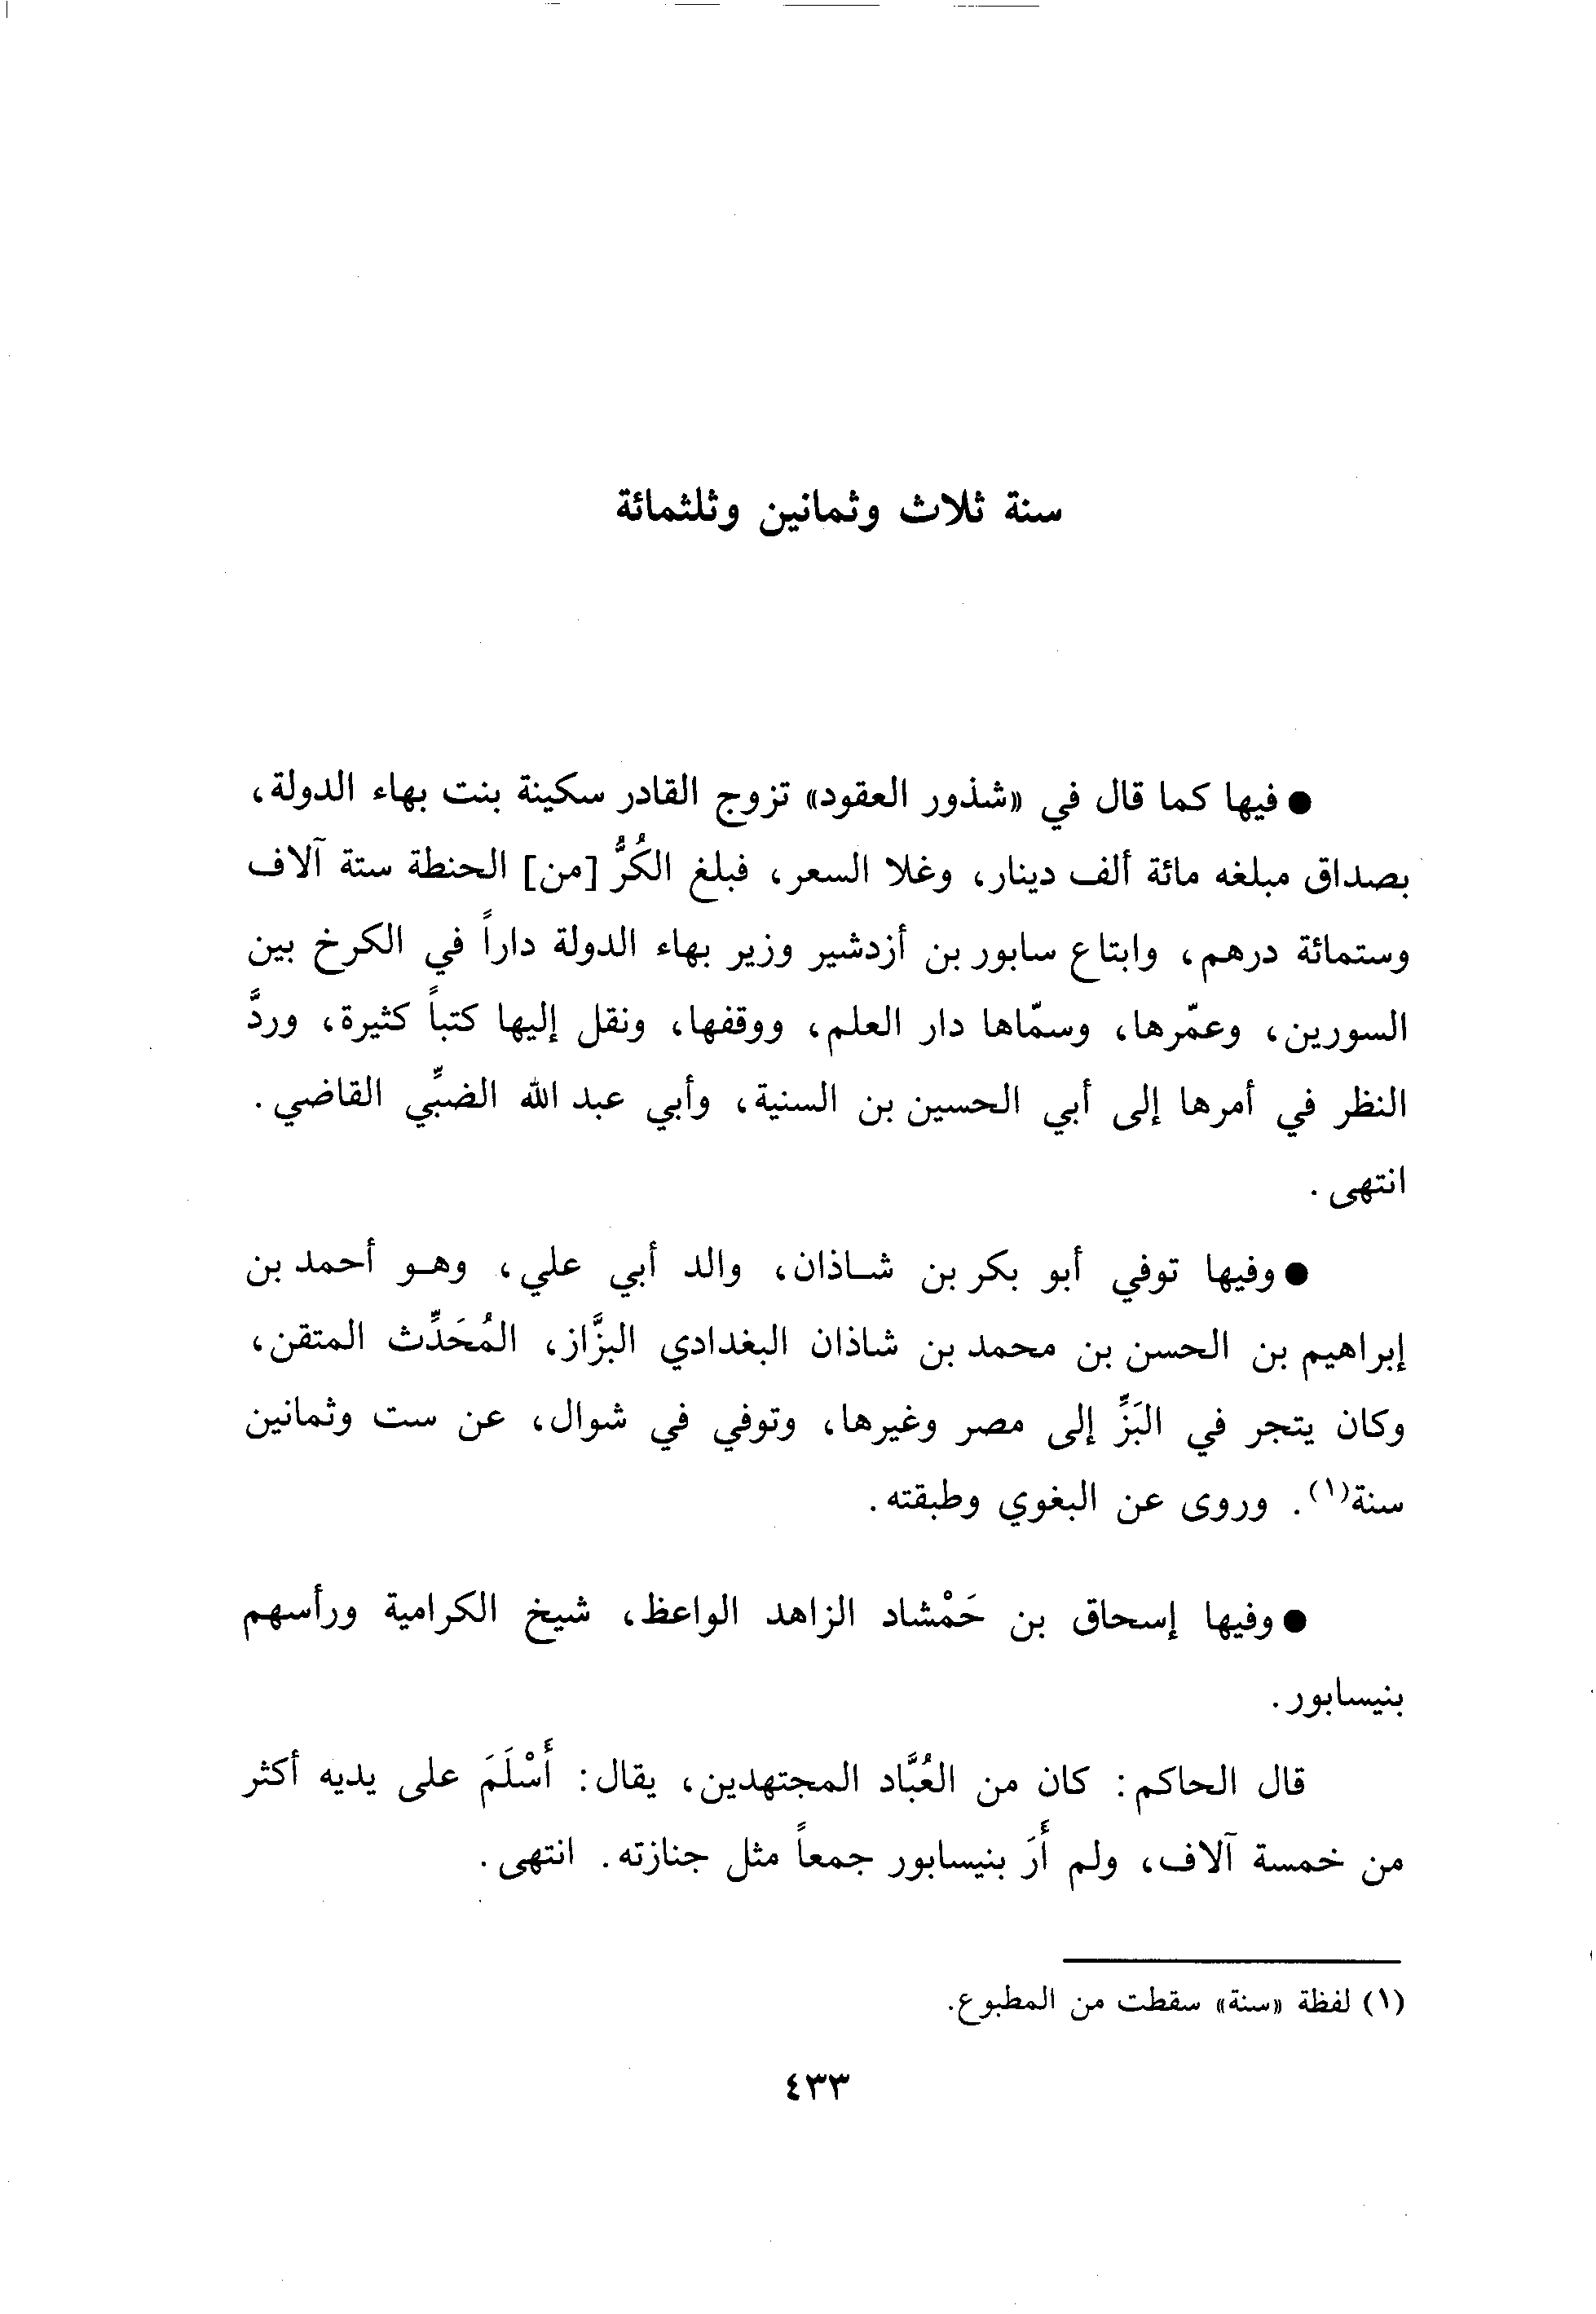 سنة ثلاث وثمانين وثلثمائة
● فيها كما قال في «شذور العقود» تزوج القادر سكينة بنت بهاء الدولة،
بصداق مبلغه مائة ألف دينار، وغلا السعر، فبلغ الكُرُّ [من] الحنطة ستة آلاف
وستمائة درهم، وابتاع سابور بن أزدشير وزير بهاء الدولة داراً في الكرخ بين
السورين، وعمّرها، وسمّاها دار العلم، ووقفها، ونقل إليها كتباً كثيرة، وردَّ
النظر في أمرها إلى أبي الحسين بن السنية، وأبي عبد الله الضبِّي القاضي.
انتهى.
● وفيها توفي أبو بكر بن شاذان، والد أبي علي، وهو أحمد بن
إبراهيم بن الحسن بن محمد بن شاذان البغدادي البزَّاز، المُحَدِّث المتقن،
وكان يتجر في البَزِّ إلى مصر وغيرها، وتوفي في شوال، عن ست وثمانين
سنة(١). وروى عن البغوي وطبقته.
● وفيها إسحاق بن حَمْشاد الزاهد الواعظ، شيخ الكرامية ورأسهم
بنيسابور.
قال الحاكم: كان من العُبَّاد المجتهدين، يقال: أَسْلَمَ على يديه أكثر
من خمسة آلاف، ولم أَرَ بنيسابور جمعاً مثل جنازته. انتهى.
(١) لفظة «سنة» سقطت من المطبوع.
٤٣٣